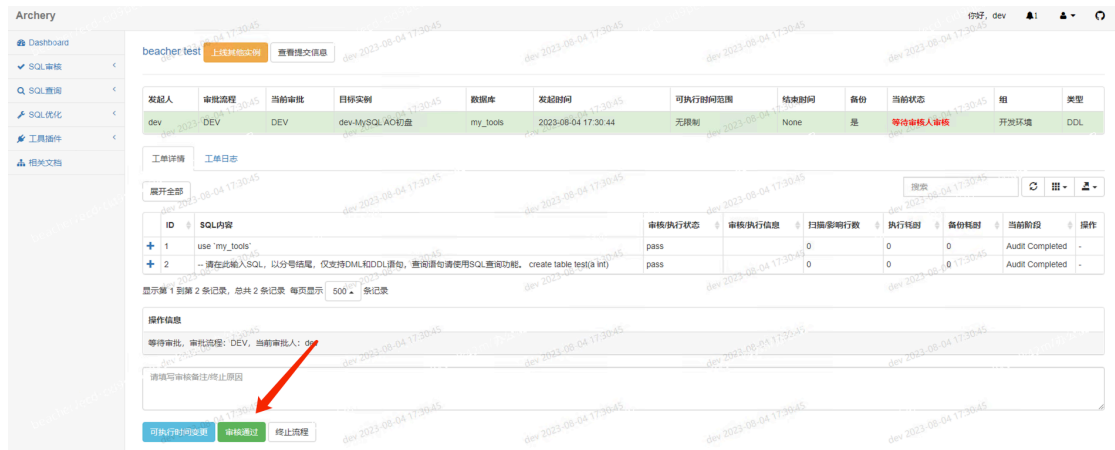 Archery
你好，dev 1
Dashboard
SQL审核
SQL查询
SQL优化
工具插件
相关文档
beacher test 上线其他实例 查看提交信息
发起人 审批流程 当前审批 目标实例 数据库 发起时间 可执行时间范围 结束时间 备份 当前状态 组 类型
dev DEV DEV dev-MySQL AO初盘 my_tools 2023-08-04 17:30:44 无限制 None 是 等待审核人审核 开发环境 DDL
工单详情 工单日志
展开全部 搜索
ID SQL内容 审核/执行状态 审核/执行信息 扫描/影响行数 执行耗时 备份耗时 当前阶段 操作
1 use `my_tools` pass 0 0 0 Audit Completed -
2 -- 请在此输入SQL，以分号结尾，仅支持DML和DDL语句，查询语句请使用SQL查询功能。 create table test(a int) pass 0 0 0 Audit Completed -
显示第 1 到第 2 条记录，总共 2 条记录 每页显示 500 条记录
操作信息
等待审批，审批流程：DEV，当前审批人：dev
请填写审核备注/终止原因
可执行时间变更 审核通过 终止流程
dev 2023-08-04 17:30:45